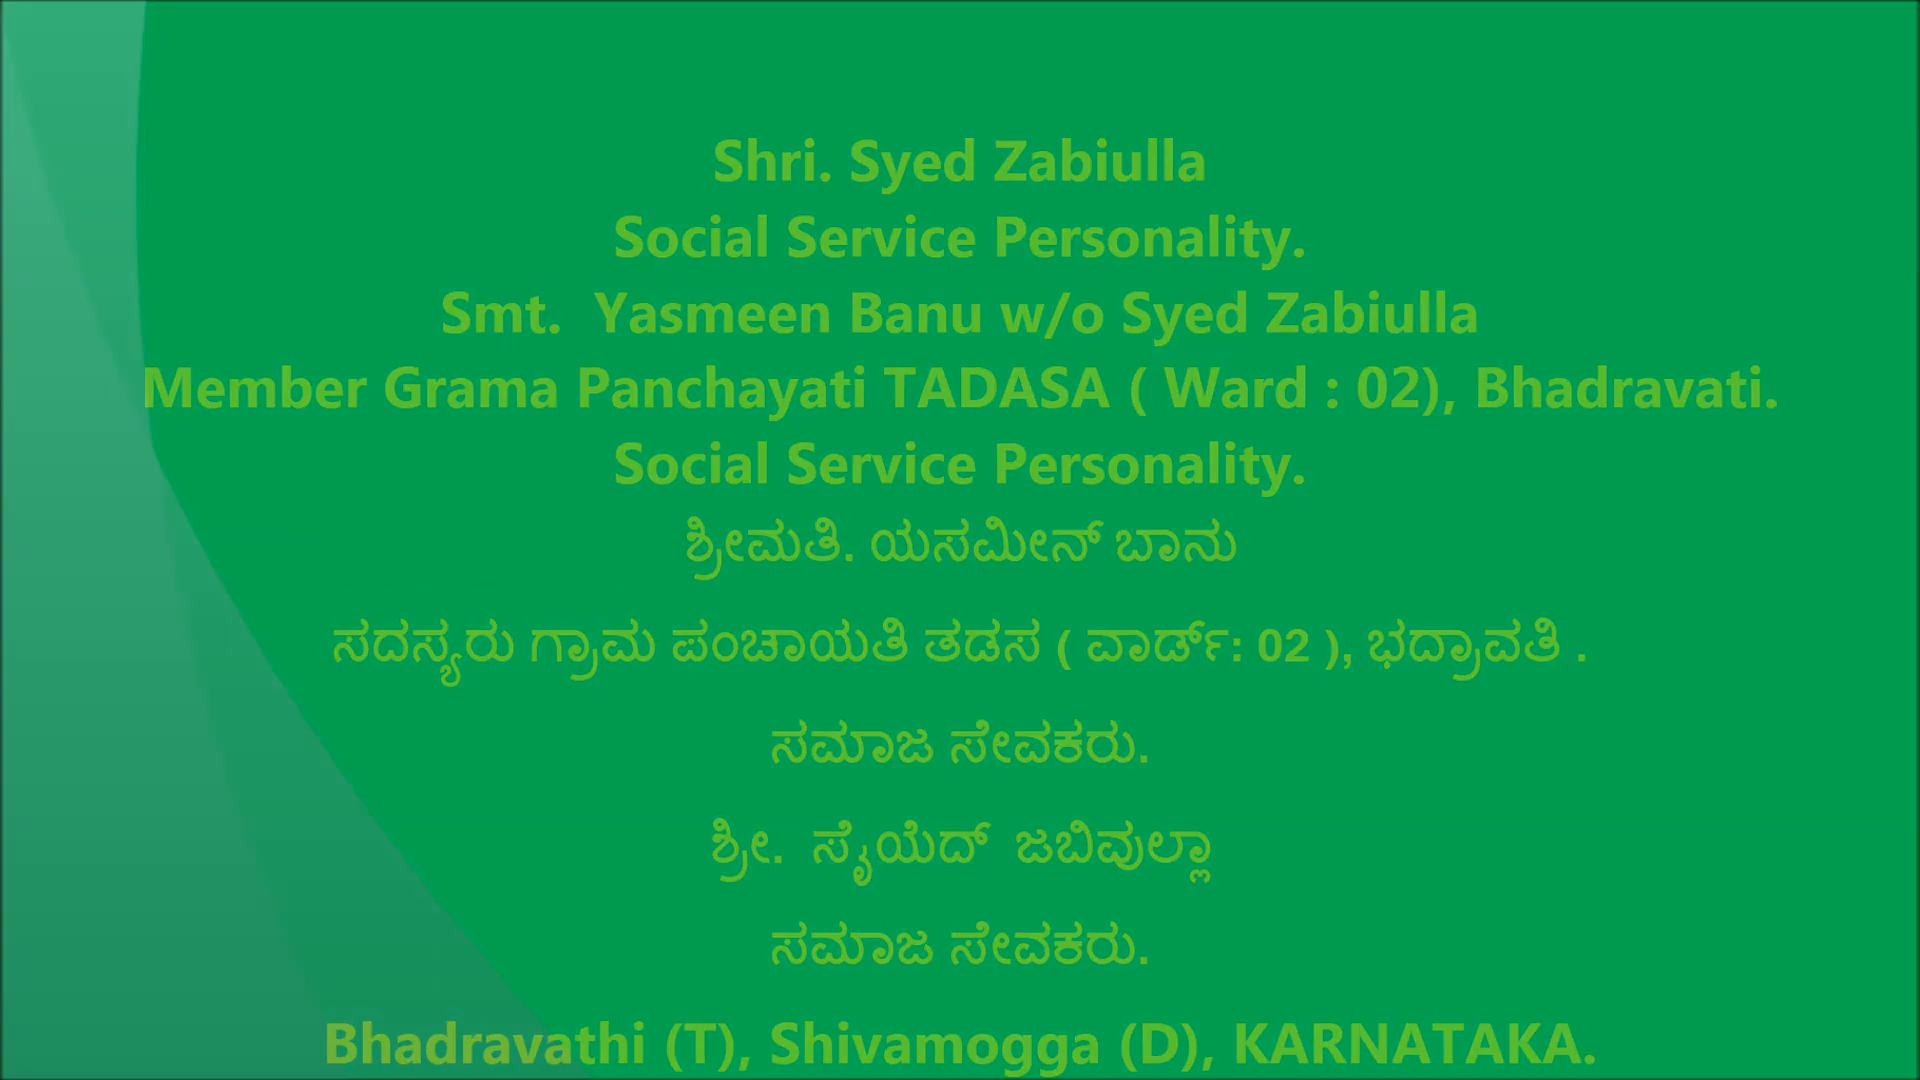 Shri. Syed Zabiulla
Social Service Personality.
Smt. Yasmeen Banu w/o Syed Zabiulla
Member Grama Panchayati TADASA ( Ward : 02), Bhadravati.
Social Service Personality.
ಶ್ರೀಮತಿ. ಯಸಮೀನ್ ಬಾನು
ಸದಸ್ಯರು ಗ್ರಾಮ ಪಂಚಾಯತಿ ತಡಸ ( ವಾರ್ಡ್: 02 ), ಭದ್ರಾವತಿ .
ಸಮಾಜ ಸೇವಕರು.
ಶ್ರೀ. ಸೈಯೆದ್ ಜಬಿವುಲ್ಲಾ
ಸಮಾಜ ಸೇವಕರು.
Bhadravathi (T), Shivamogga (D), KARNATAKA.